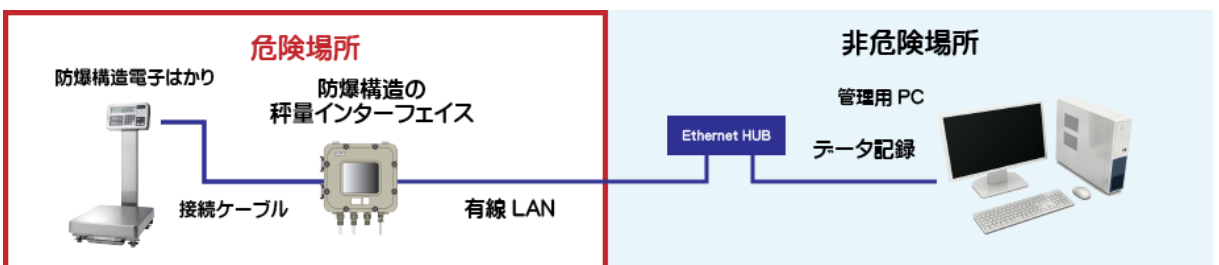 危険場所
防爆構造電子はかり
防爆構造の
秤量インターフェイス
接続ケーブル
有線 LAN
非危険場所
管理用 PC
Ethernet HUB
データ記録